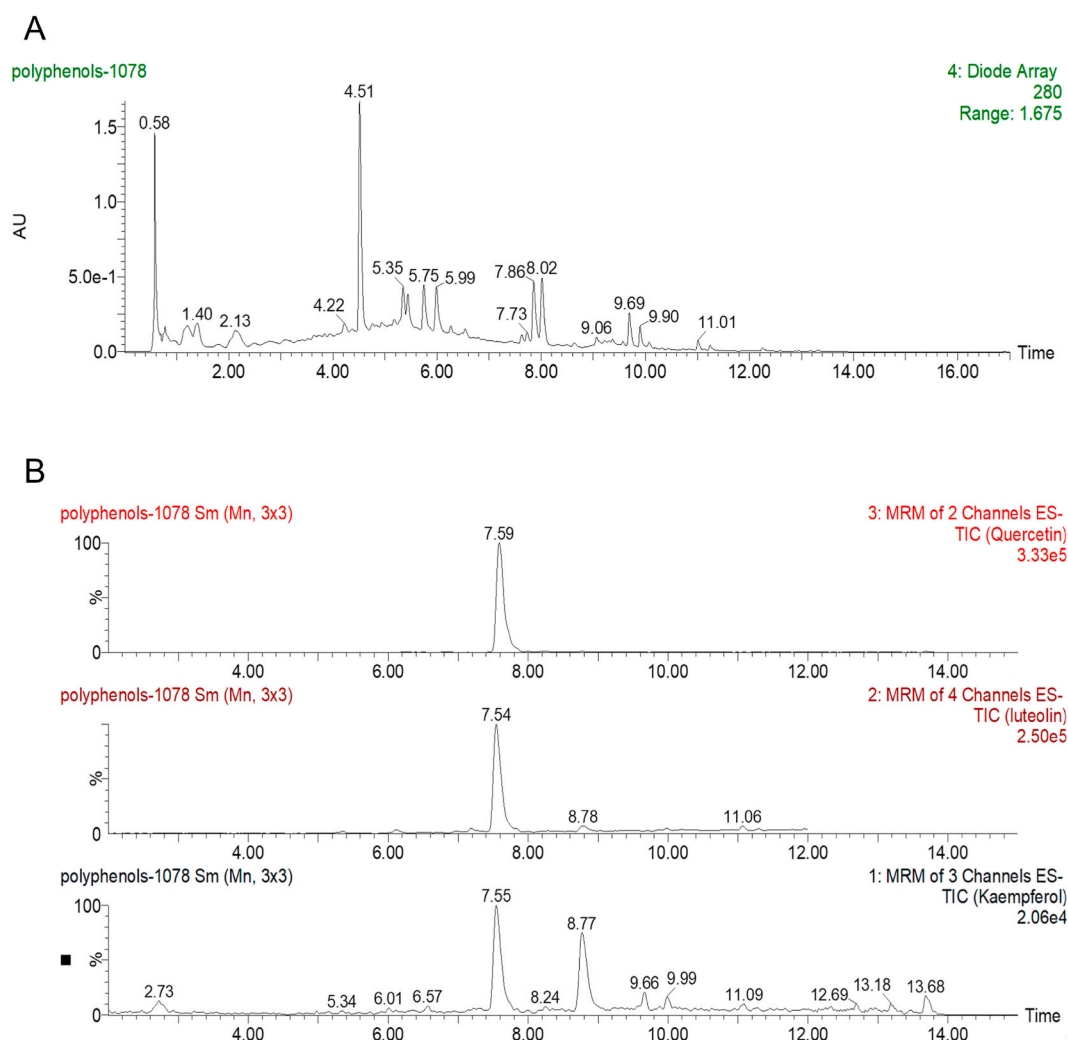 A
polyphenols-1078
4: Diode Array
280
Range: 1.675
4.51
0.58
1.5
1.0
AU
5.0e-1
0.0
1.40
2.13
4.22
5.35
5.75
5.99
7.73
7.86
8.02
9.06
9.69
9.90
11.01
Time
2.00 4.00 6.00 8.00 10.00 12.00 14.00 16.00
B
polyphenols-1078 Sm (Mn, 3x3)
3: MRM of 2 Channels ES-
TIC (Quercetin)
3.33e5
7.59
100
%
0
4.00 6.00 8.00 10.00 12.00 14.00
polyphenols-1078 Sm (Mn, 3x3)
2: MRM of 4 Channels ES-
TIC (luteolin)
2.50e5
7.54
%
8.78
11.06
0
4.00 6.00 8.00 10.00 12.00 14.00
polyphenols-1078 Sm (Mn, 3x3)
1: MRM of 3 Channels ES-
TIC (Kaempferol)
2.06e4
7.55
100
8.77
%
2.73
5.34
6.01
6.57
8.24
9.66
9.99
11.09
12.69
13.18
13.68
0
Time
4.00 6.00 8.00 10.00 12.00 14.00